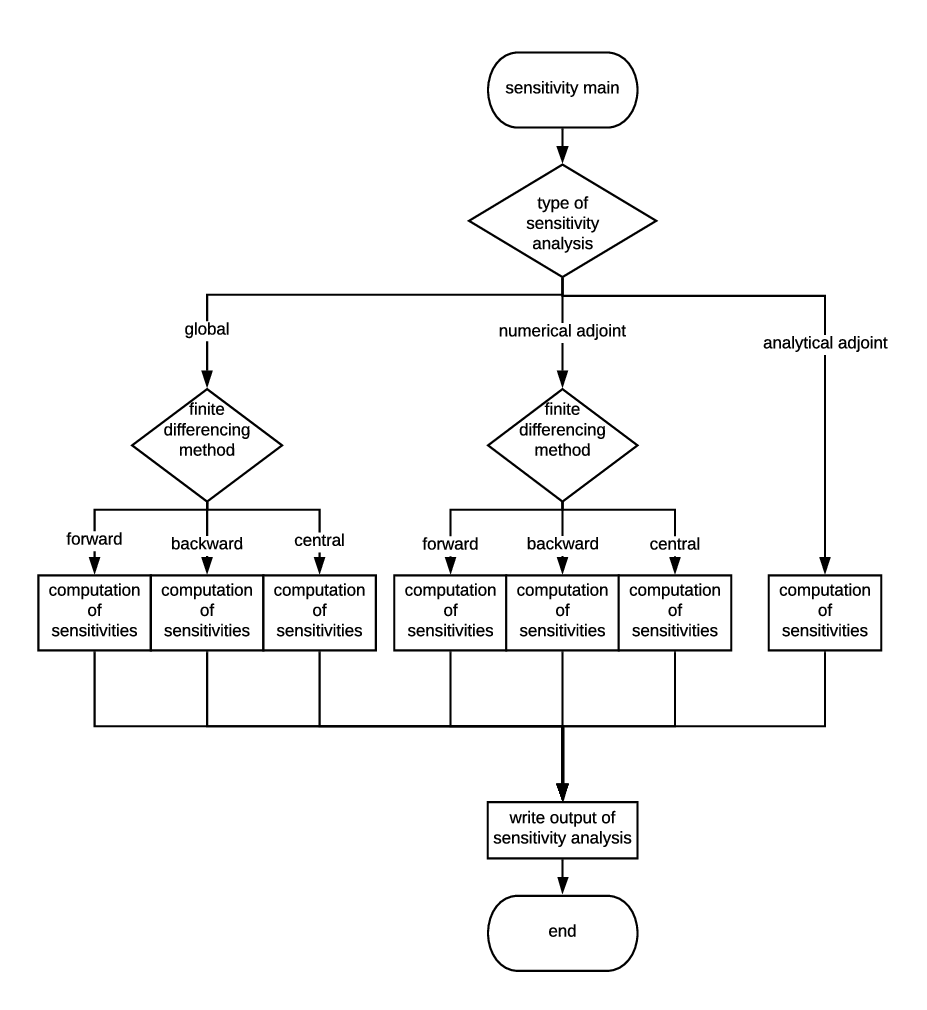 sensitivity main
type of
sensitivity
analysis
global
numerical adjoint
analytical adjoint
finite
differencing
method
finite
differencing
method
forward
backward
central
forward
backward
central
computation
of
sensitivities
computation
of
sensitivities
computation
of
sensitivities
computation
of
sensitivities
computation
of
sensitivities
computation
of
sensitivities
computation
of
sensitivities
write output of
sensitivity analysis
end